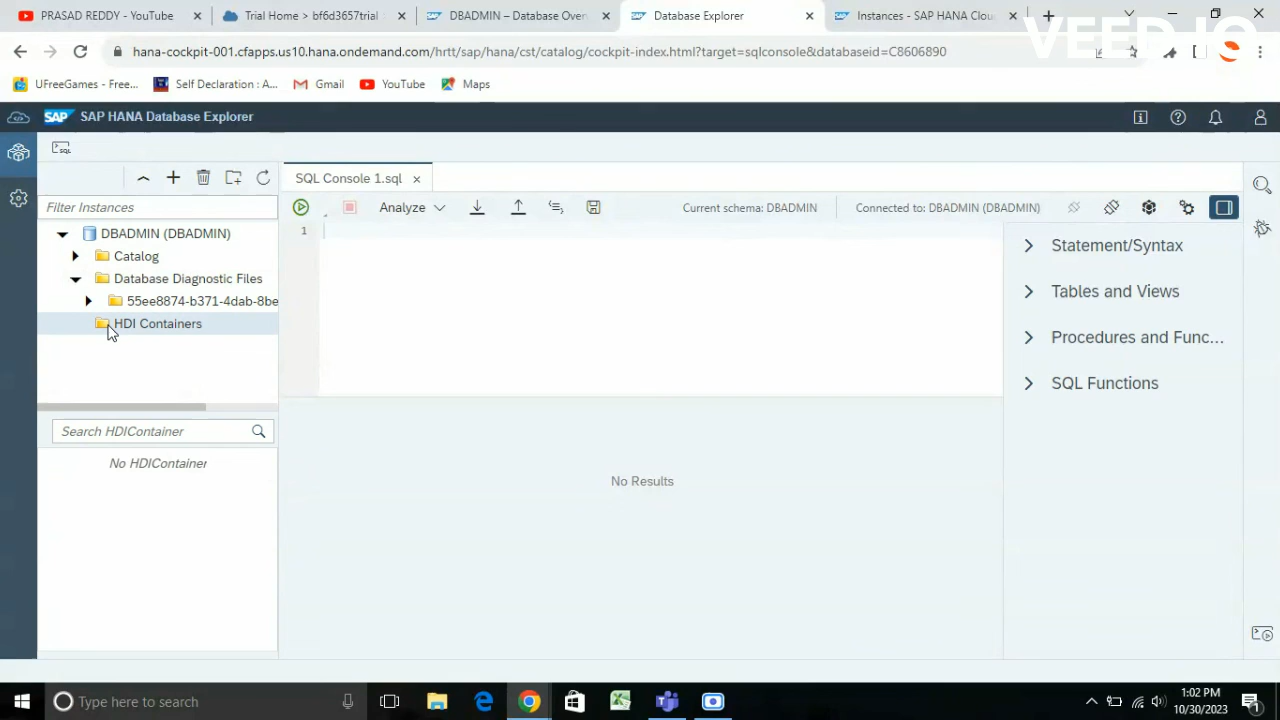 PRASAD REDDY - YouTube
Trial Home > bf6d3657trial
DBADMIN – Database Over
Database Explorer
Instances - SAP HANA Clou
VEED.IO
hana-cockpit-001.cfapps.us10.hana.ondemand.com/hrtt/sap/hana/cst/catalog/cockpit-index.html?target=sqlconsole&databaseid=C8606890
UFreeGames - Free...
Self Declaration : A...
Gmail
YouTube
Maps
SAP
SAP HANA Database Explorer
SQL Console 1.sql
Filter Instances
Analyze
Current schema: DBADMIN
Connected to: DBADMIN (DBADMIN)
1
DBADMIN (DBADMIN)
Catalog
Database Diagnostic Files
55ee8874-b371-4dab-8be
HDI Containers
Statement/Syntax
Tables and Views
Procedures and Func...
SQL Functions
Search HDIContainer
No HDIContainer
No Results
Type here to search
1:02 PM
10/30/2023
1